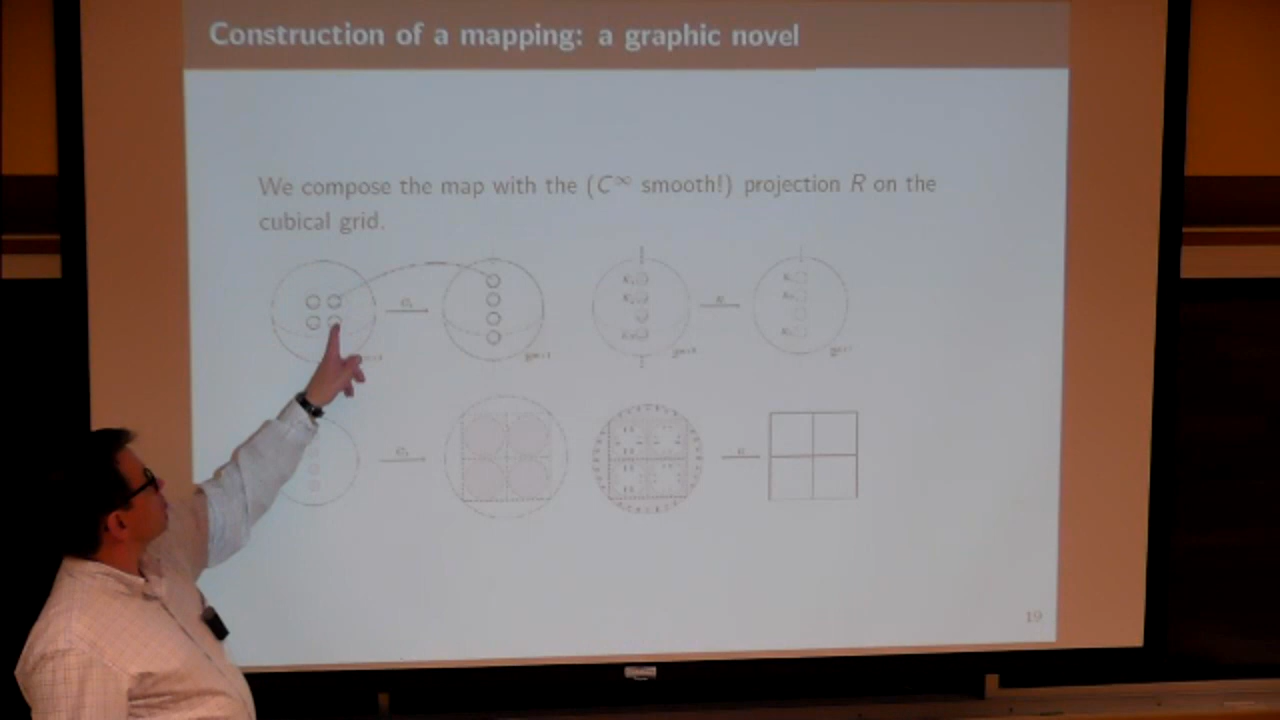 Construction of a mapping: a graphic novel
We compose the map with the (C∞ smooth!) projection R on the
cubical grid.
19